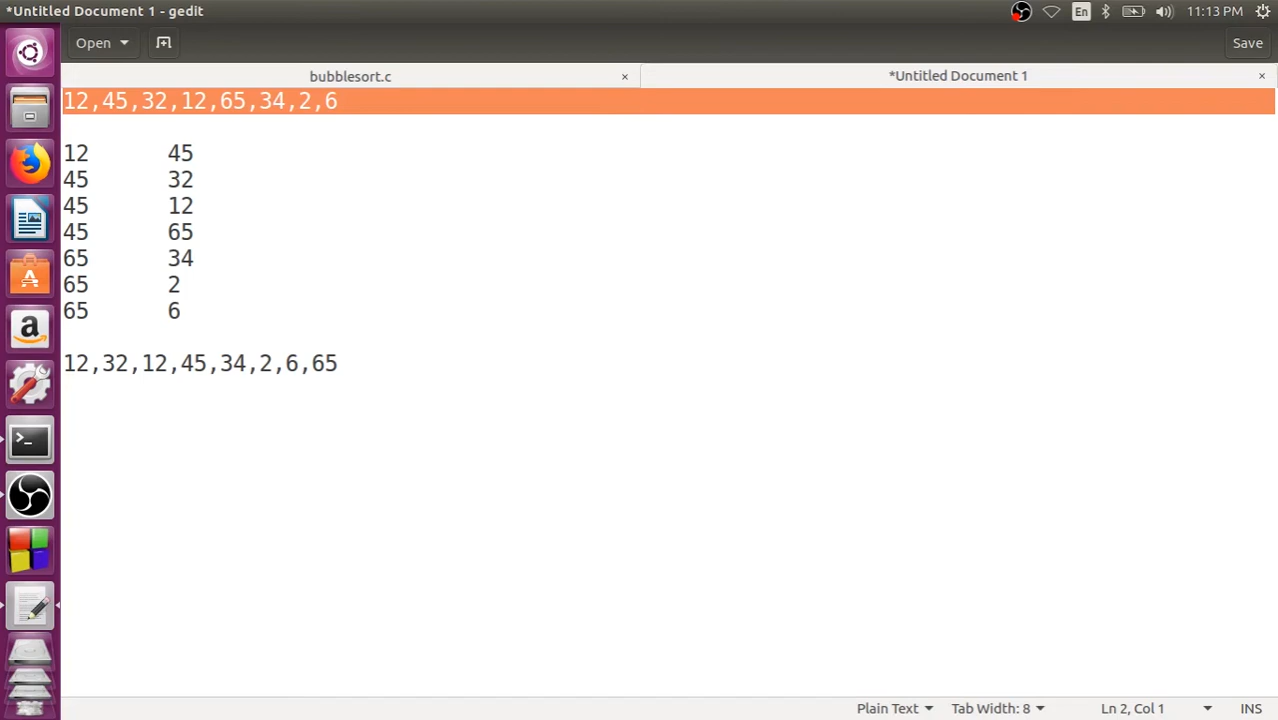 *Untitled Document 1 - gedit
En
11:13 PM
Open
Save
bubblesort.c
*Untitled Document 1
12,45,32,12,65,34,2,6
12 45
45 32
45 12
45 65
65 34
65 2
65 6
12,32,12,45,34,2,6,65
Plain Text
Tab Width: 8
Ln 2, Col 1
INS